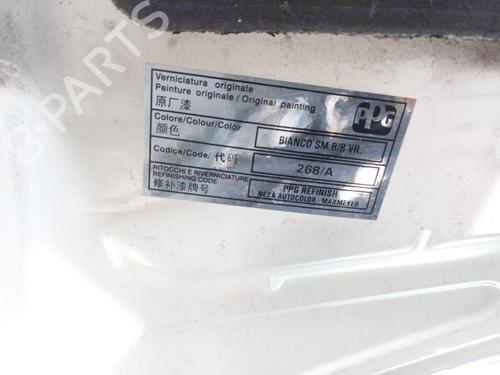 Verniciatura originale
Peinture originale / Original painting
原厂漆
PPG
Colore/Colour/Color
颜色
BIANCO SM B/B VR.
Codice/Code/代码
268/A
RITOCCHI E RIVERNICIATURE
REFINISHING CODE
修补漆牌号
PPG REFINISH
NEXA AUTOCOLOR - MAXMEYER